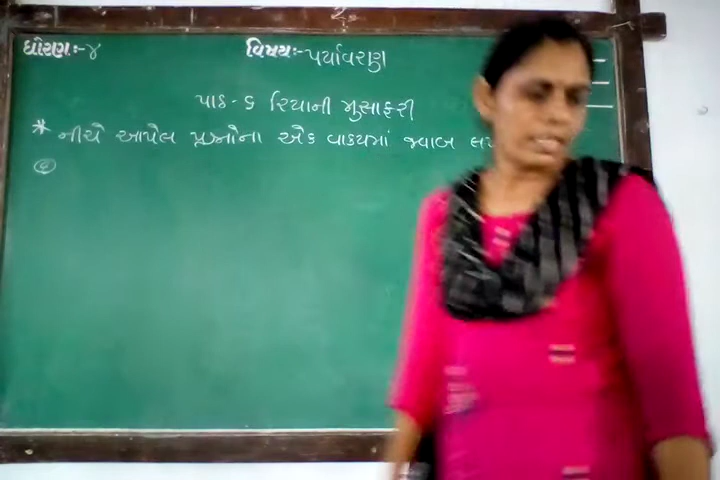 ધોરણ:-૪
વિષય:-પર્યાવરણ
પાઠ-૬ રિયાની મુસાફરી
* નીચે આપેલ પ્રશ્નોના એક વાક્યમાં જવાબ